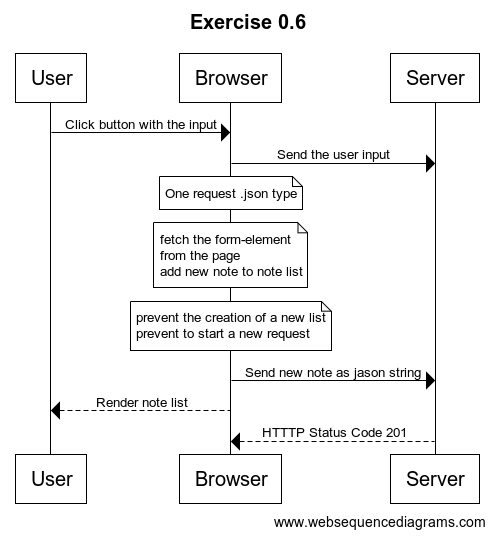 Exercise 0.6
User
Browser
Server
Click button with the input
Send the user input
One request .json type
fetch the form-element
from the page
add new note to note list
prevent the creation of a new list
prevent to start a new request
Send new note as jason string
Render note list
HTTTP Status Code 201
User
Browser
Server
www.websequencediagrams.com